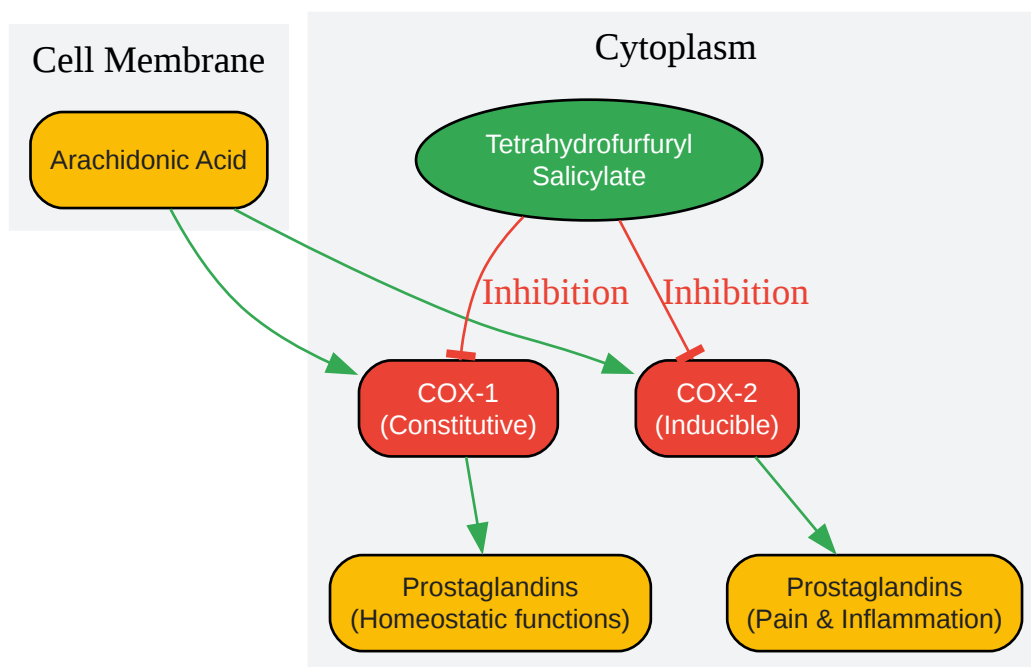 Cell Membrane
Cytoplasm
Arachidonic Acid
Tetrahydrofurfuryl
Salicylate
Inhibition
Inhibition
COX-1
(Constitutive)
COX-2
(Inducible)
Prostaglandins
(Homeostatic functions)
Prostaglandins
(Pain & Inflammation)